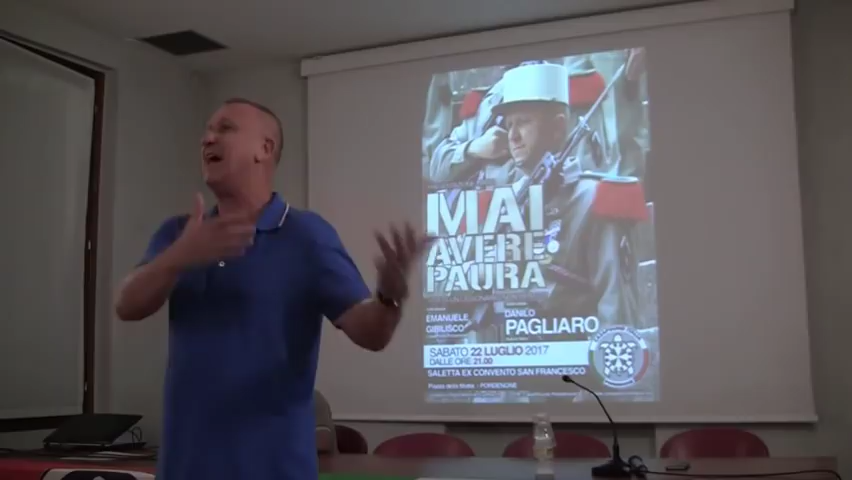 MAI
AVERE
PAURA
EMANUELE
GIBILISCO
DANILO
PAGLIARO
SABATO 22 LUGLIO 2017
DALLE ORE 21.00
SALETTA EX CONVENTO SAN FRANCESCO
PORDENONE